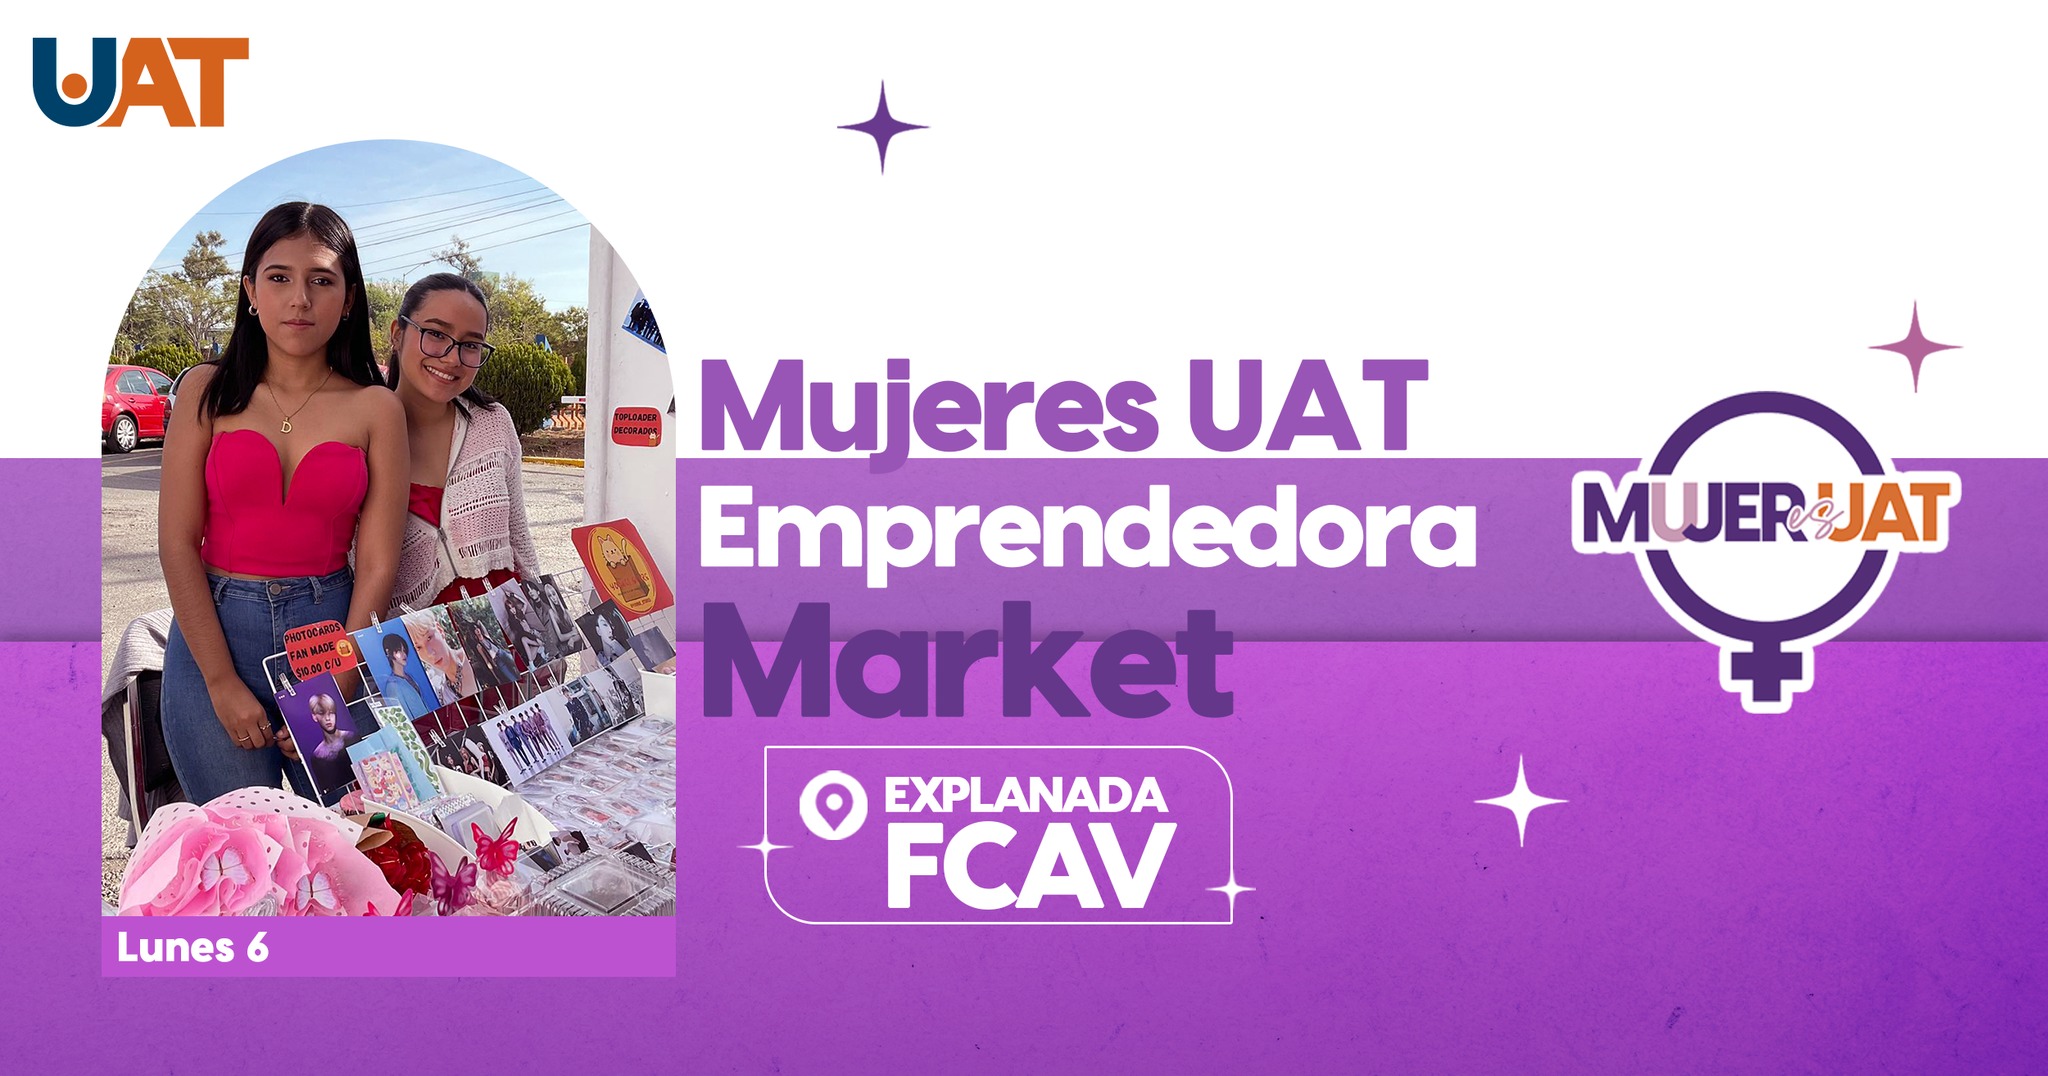 UAT
Mujeres UAT
Emprendedora
Market
EXPLANADA
FCAV
MUJER es UAT
TOPLOADER
DECORADOS
D
PHOTOCARDS
FAN MADE
$10.00 C/U
Lunes 6